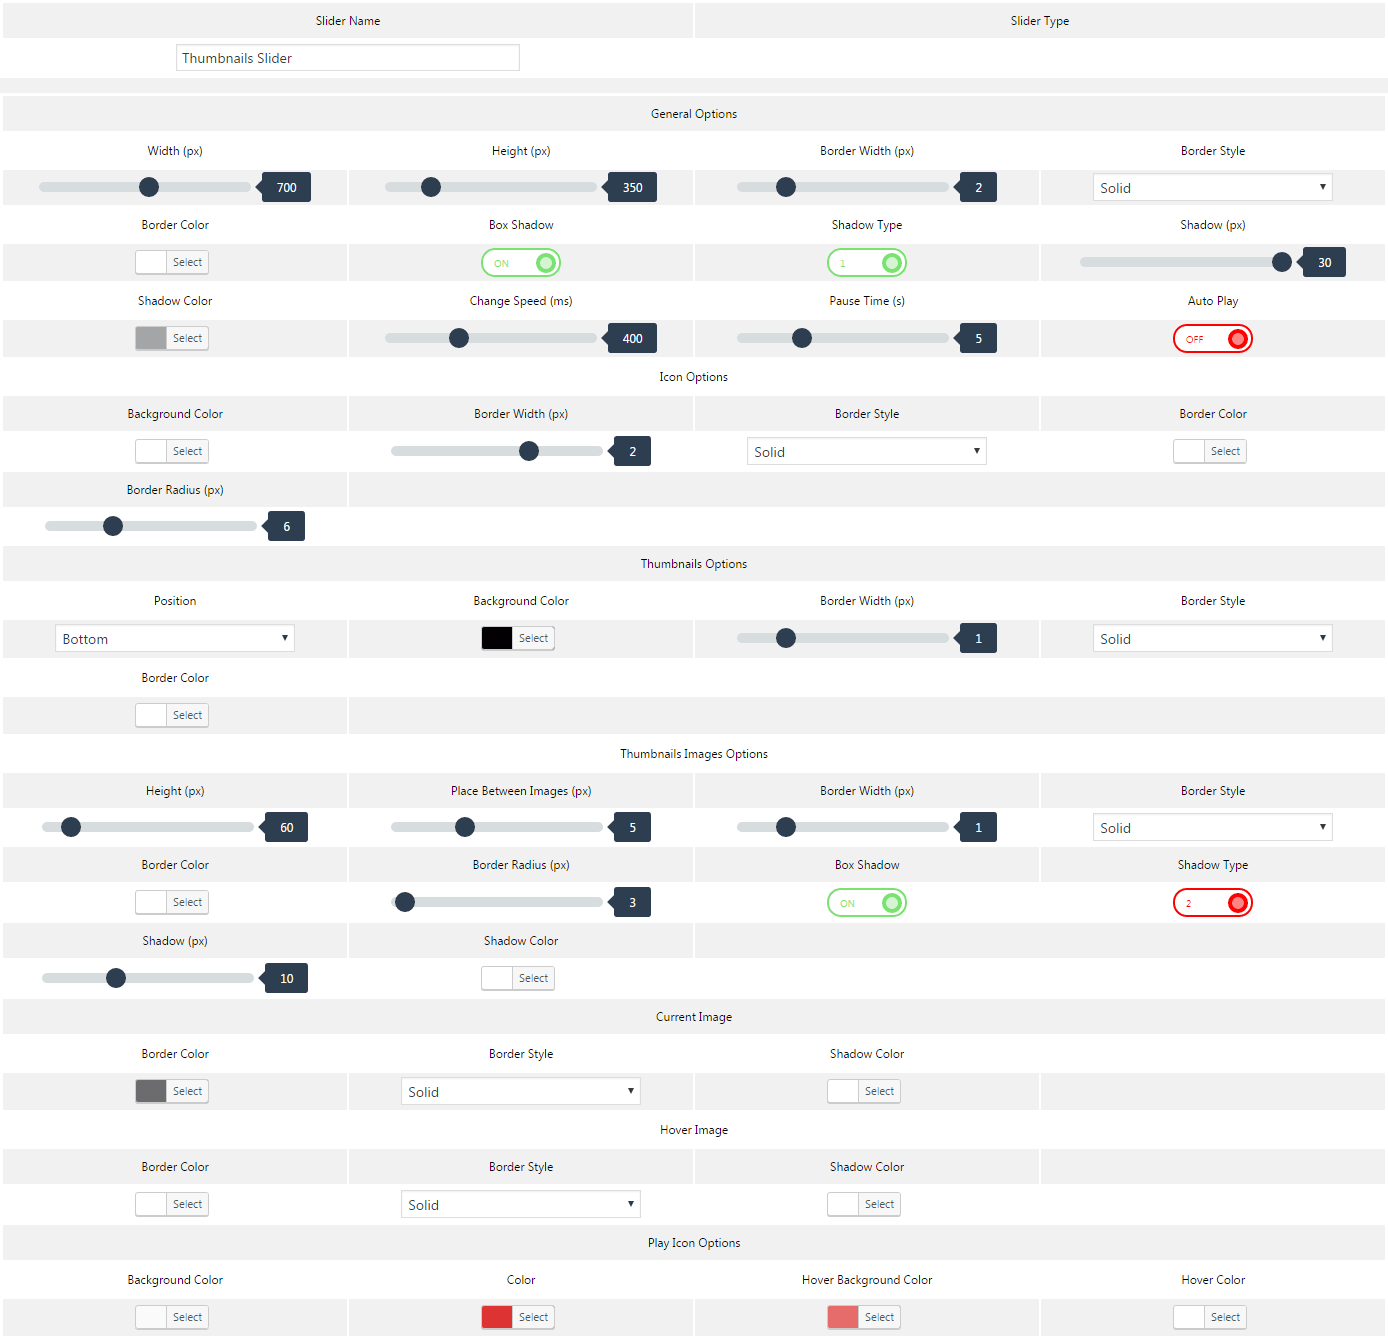 Slider Name Slider Type
Thumbnails Slider
General Options
Width (px) Height (px) Border Width (px) Border Style
700 350 2 Solid
Border Color Box Shadow Shadow Type Shadow (px)
Select ON 1 30
Shadow Color Change Speed (ms) Pause Time (s) Auto Play
Select 400 5 OFF
Icon Options
Background Color Border Width (px) Border Style Border Color
Select 2 Solid Select
Border Radius (px)
6
Thumbnails Options
Position Background Color Border Width (px) Border Style
Bottom Select 1 Solid
Border Color
Select
Thumbnails Images Options
Height (px) Place Between Images (px) Border Width (px) Border Style
60 5 1 Solid
Border Color Border Radius (px) Box Shadow Shadow Type
Select 3 ON 2
Shadow (px) Shadow Color
10 Select
Current Image
Border Color Border Style Shadow Color
Select Solid Select
Hover Image
Border Color Border Style Shadow Color
Select Solid Select
Play Icon Options
Background Color Color Hover Background Color Hover Color
Select Select Select Select